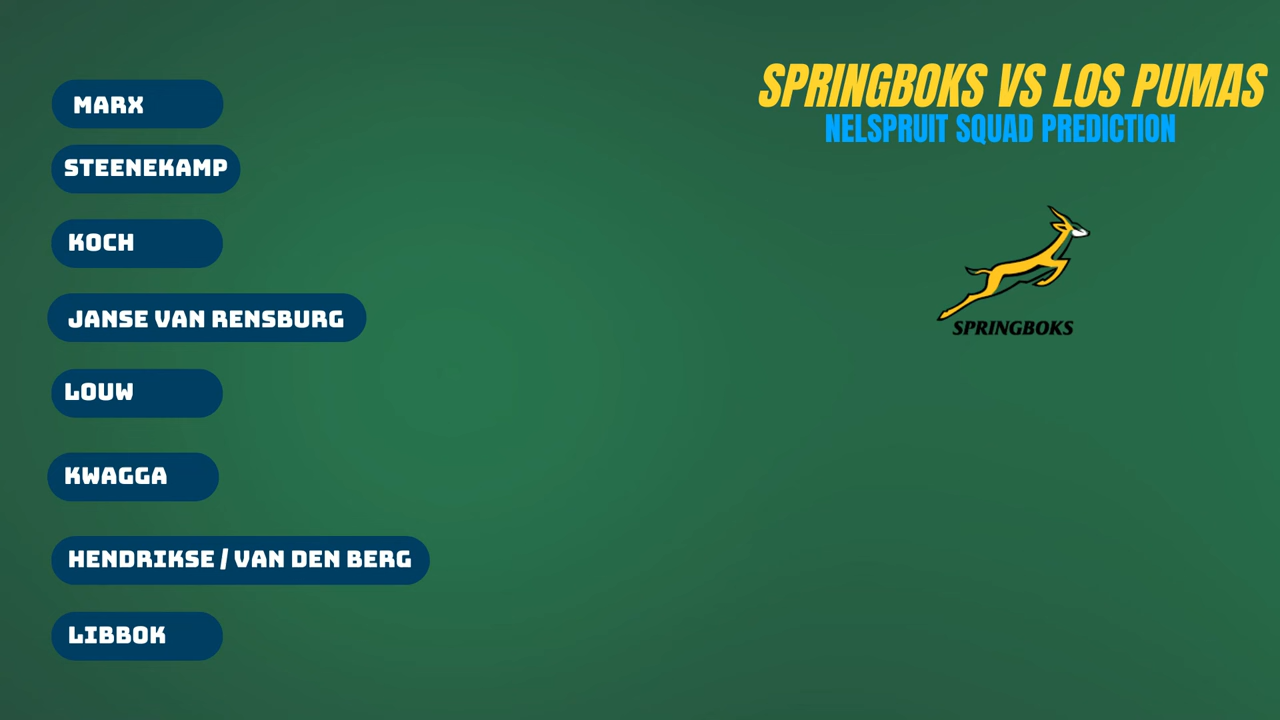 SPRINGBOKS VS LOS PUMAS
NELSPRUIT SQUAD PREDICTION
SPRINGBOKS
MARX
STEENEKAMP
KOCH
JANSE VAN RENSBURG
LOUW
KWAGGA
HENDRIKSE / VAN DEN BERG
LIBBOK